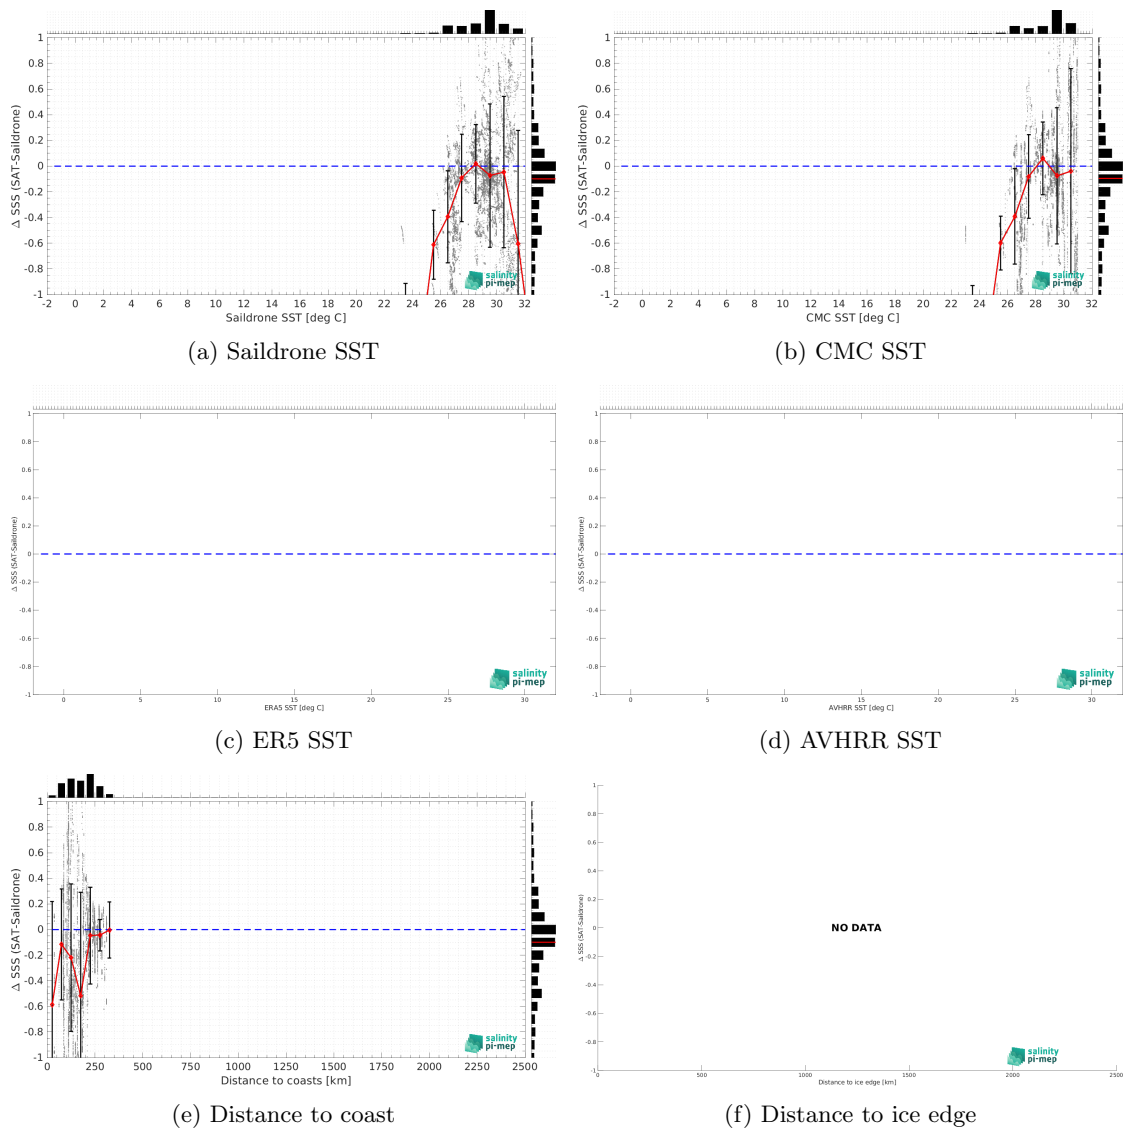 1
0.8
0.6
0.4
0.2
0
-0.2
-0.4
-0.6
-0.8
-1
Δ SSS (SAT-Saildrone)
-2 0 2 4 6 8 10 12 14 16 18 20 22 24 26 28 30 32
Saildrone SST [deg C]
salinity
pi-mep
(a) Saildrone SST
1
0.8
0.6
0.4
0.2
0
-0.2
-0.4
-0.6
-0.8
-1
Δ SSS (SAT-Saildrone)
-2 0 2 4 6 8 10 12 14 16 18 20 22 24 26 28 30 32
CMC SST [deg C]
salinity
pi-mep
(b) CMC SST
1
0.8
0.6
0.4
0.2
0
-0.2
-0.4
-0.6
-0.8
-1
Δ SSS (SAT-Saildrone)
0 5 10 15 20 25 30
ERA5 SST [deg C]
salinity
pi-mep
(c) ER5 SST
1
0.8
0.6
0.4
0.2
0
-0.2
-0.4
-0.6
-0.8
-1
Δ SSS (SAT-Saildrone)
0 5 10 15 20 25 30
AVHRR SST [deg C]
salinity
pi-mep
(d) AVHRR SST
1
0.8
0.6
0.4
0.2
0
-0.2
-0.4
-0.6
-0.8
-1
Δ SSS (SAT-Saildrone)
0 250 500 750 1000 1250 1500 1750 2000 2250 2500
Distance to coasts [km]
salinity
pi-mep
(e) Distance to coast
1
0.8
0.6
0.4
0.2
0
-0.2
-0.4
-0.6
-0.8
-1
Δ SSS (SAT-Saildrone)
NO DATA
0 500 1000 1500 2000 2500
Distance to ice edge [km]
salinity
pi-mep
(f) Distance to ice edge